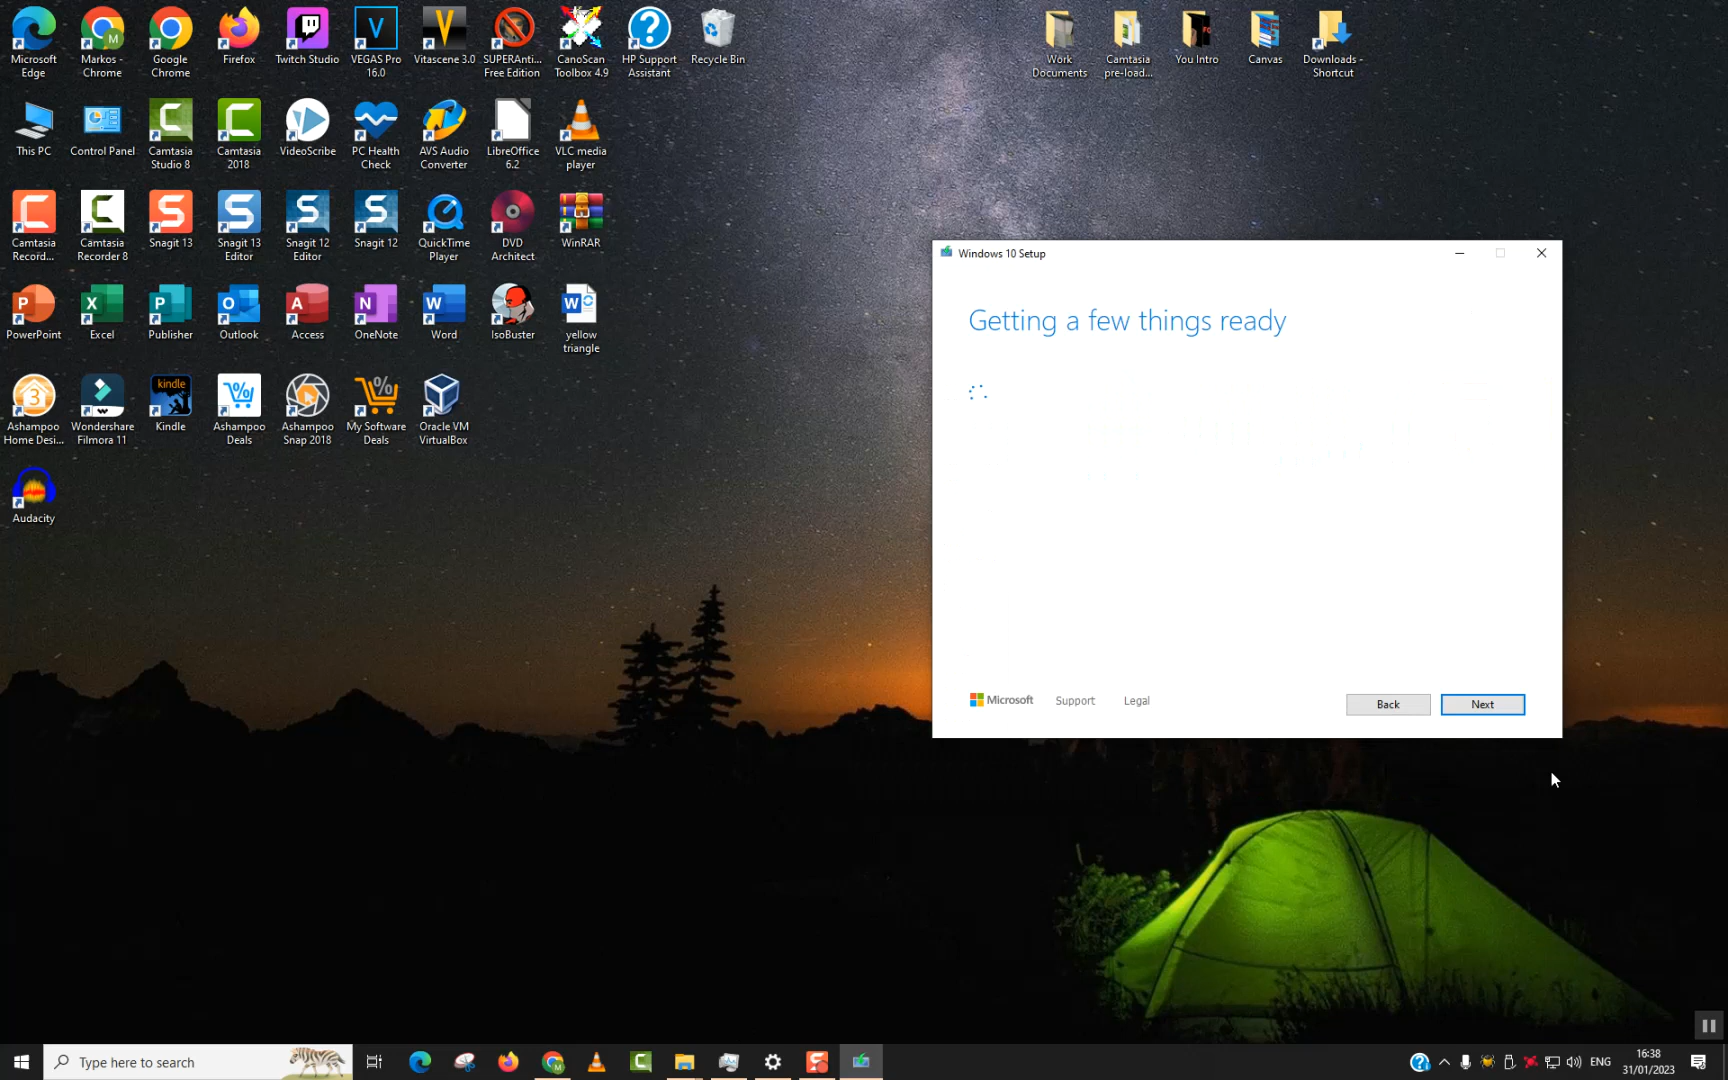 Microsoft Edge
Markos - Chrome
Google Chrome
Firefox
Twitch Studio
VEGAS Pro 16.0
Vitascene 3.0
SUPERAnti... Free Edition
CanoScan Toolbox 4.9
HP Support Assistant
Recycle Bin
Work Documents
Camtasia pre-load...
You Intro
Canvas
Downloads - Shortcut
This PC
Control Panel
Camtasia Studio 8
Camtasia 2018
VideoScribe
PC Health Check
AVS Audio Converter
LibreOffice 6.2
VLC media player
Camtasia Record...
Camtasia Recorder 8
Snagit 13
Snagit 13 Editor
Snagit 12 Editor
Snagit 12
QuickTime Player
DVD Architect
WinRAR
PowerPoint
Excel
Publisher
Outlook
Access
OneNote
Word
IsoBuster
yellow triangle
kindle
Ashampoo Home Desi...
Wondershare Filmora 11
Kindle
Ashampoo Deals
Ashampoo Snap 2018
My Software Deals
Oracle VM VirtualBox
Audacity
Windows 10 Setup
Getting a few things ready
Microsoft
Support
Legal
Back
Next
Type here to search
ENG
16:38
31/01/2023